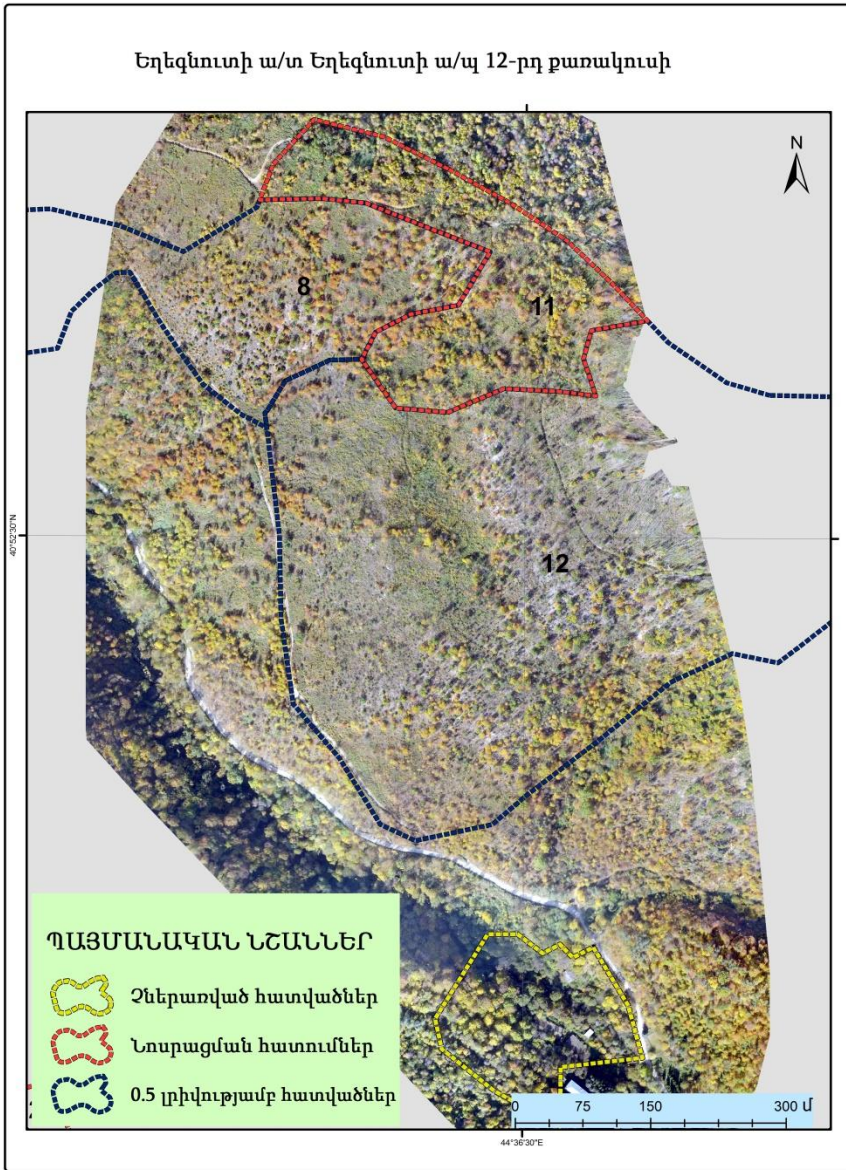 Եղեգնուտի ա/տ Եղեգնուտի ա/պ 12-րդ քառակուսի
N
8
11
40°52'30"N
12
ՊԱՅՄԱՆԱԿԱՆ ՆՇԱՆՆԵՐ
Չներառված հատվածներ
Նոսրացման հատումներ
0.5 լրիվությամբ հատվածներ
0 75 150 300 մ
44°36'30"E